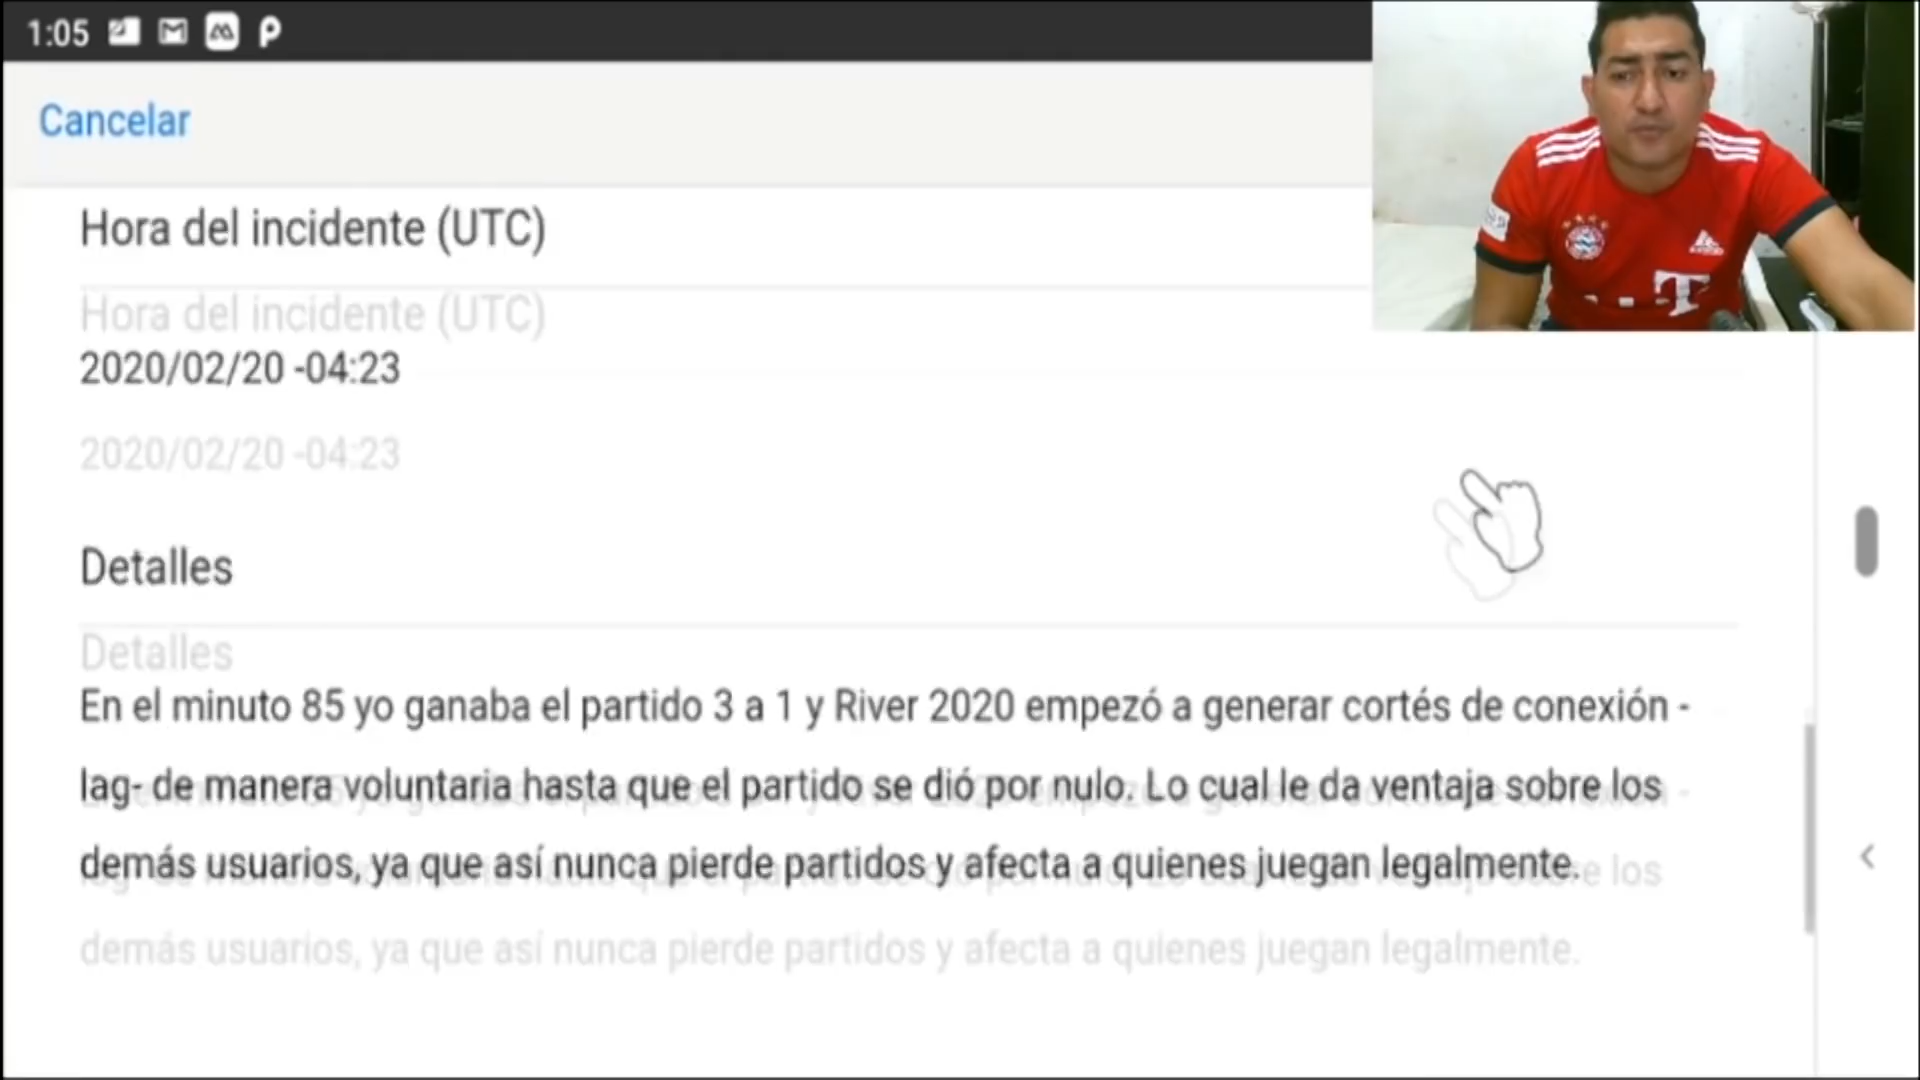 1:05
Cancelar
Hora del incidente (UTC)
Hora del incidente (UTC)
2020/02/20 -04:23
2020/02/20 -04:23
Detalles
Detalles
En el minuto 85 yo ganaba el partido 3 a 1 y River 2020 empezó a generar cortés de conexión -
lag- de manera voluntaria hasta que el partido se dió por nulo. Lo cual le da ventaja sobre los
demás usuarios, ya que así nunca pierde partidos y afecta a quienes juegan legalmente.
demás usuarios, ya que así nunca pierde partidos y afecta a quienes juegan legalmente.
T